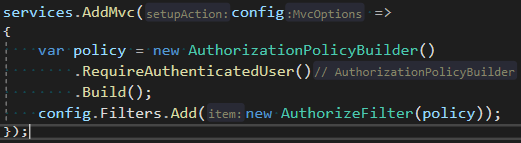 services.AddMvc(setupAction:config:MvcOptions =>
{
    var policy = new AuthorizationPolicyBuilder()
        .RequireAuthenticatedUser()// AuthorizationPolicyBuilder
        .Build();
    config.Filters.Add(item:new AuthorizeFilter(policy));
});